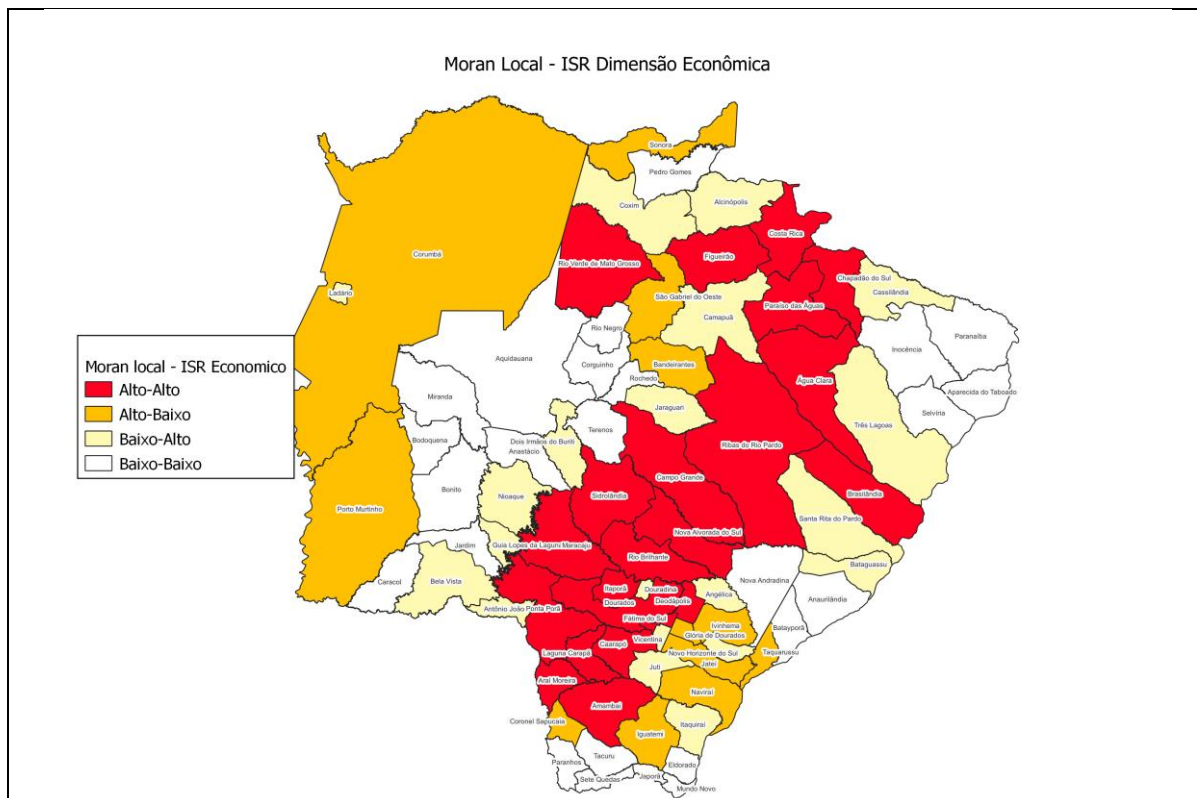 Moran Local - ISR Dimensão Econômica
Sonora
Pedro Gomes
Coxim
Alcinópolis
Costa Rica
Corumbá
Figueirão
Rio Verde de Mato Grosso
Chapadão do Sul
Cassilândia
Ladário
São Gabriel do Oeste
Paraíso das Águas
Camapuã
Rio Negro
Paranaíba
Inocência
Aquidauana
Bandeirantes
Corguinho
Rochedo
Água Clara
Aparecida do Taboado
Miranda
Jaraguari
Selvíria
Três Lagoas
Terenos
Bodoquena
Dois Irmãos do Buriti
Anastácio
Ribas do Rio Pardo
Campo Grande
Bonito
Sidrolândia
Brasilândia
Nioaque
Porto Murtinho
Santa Rita do Pardo
Nova Alvorada do Sul
Guia Lopes da Laguna
Maracaju
Jardim
Rio Brilhante
Bataguassu
Caracol
Bela Vista
Nova Andradina
Itaporã
Douradina
Angélica
Anaurilândia
Dourados
Deodápolis
Antônio João
Ponta Porã
Fátima do Sul
Ivinhema
Glória de Dourados
Batayporã
Vicentina
Caarapó
Laguna Carapã
Novo Horizonte do Sul
Taquarussu
Jateí
Juti
Aral Moreira
Naviraí
Amambai
Coronel Sapucaia
Itaquiraí
Iguatemi
Tacuru
Paranhos
Eldorado
Sete Quedas
Japorã
Mundo Novo
Moran local - ISR Economico
Alto-Alto
Alto-Baixo
Baixo-Alto
Baixo-Baixo